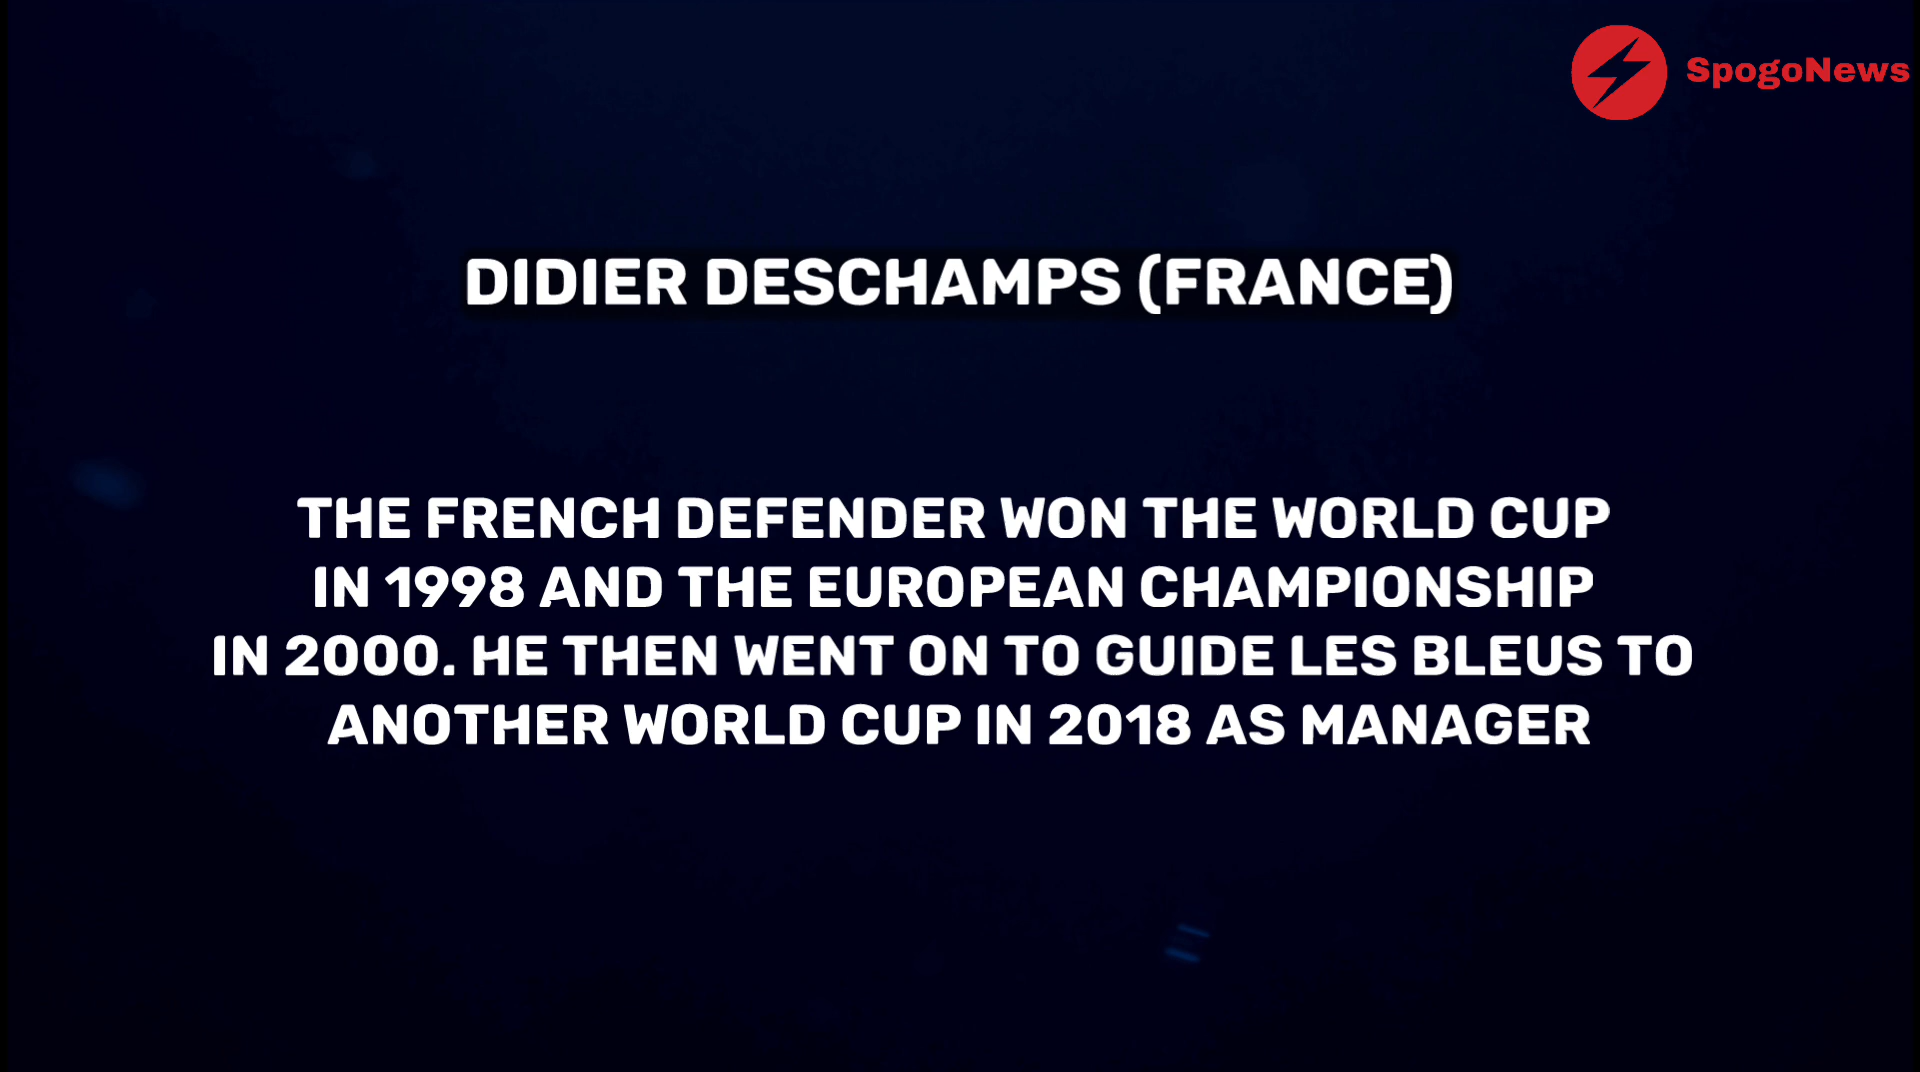 SpogoNews
DIDIER DESCHAMPS (FRANCE)
THE FRENCH DEFENDER WON THE WORLD CUP
IN 1998 AND THE EUROPEAN CHAMPIONSHIP
IN 2000. HE THEN WENT ON TO GUIDE LES BLEUS TO
ANOTHER WORLD CUP IN 2018 AS MANAGER